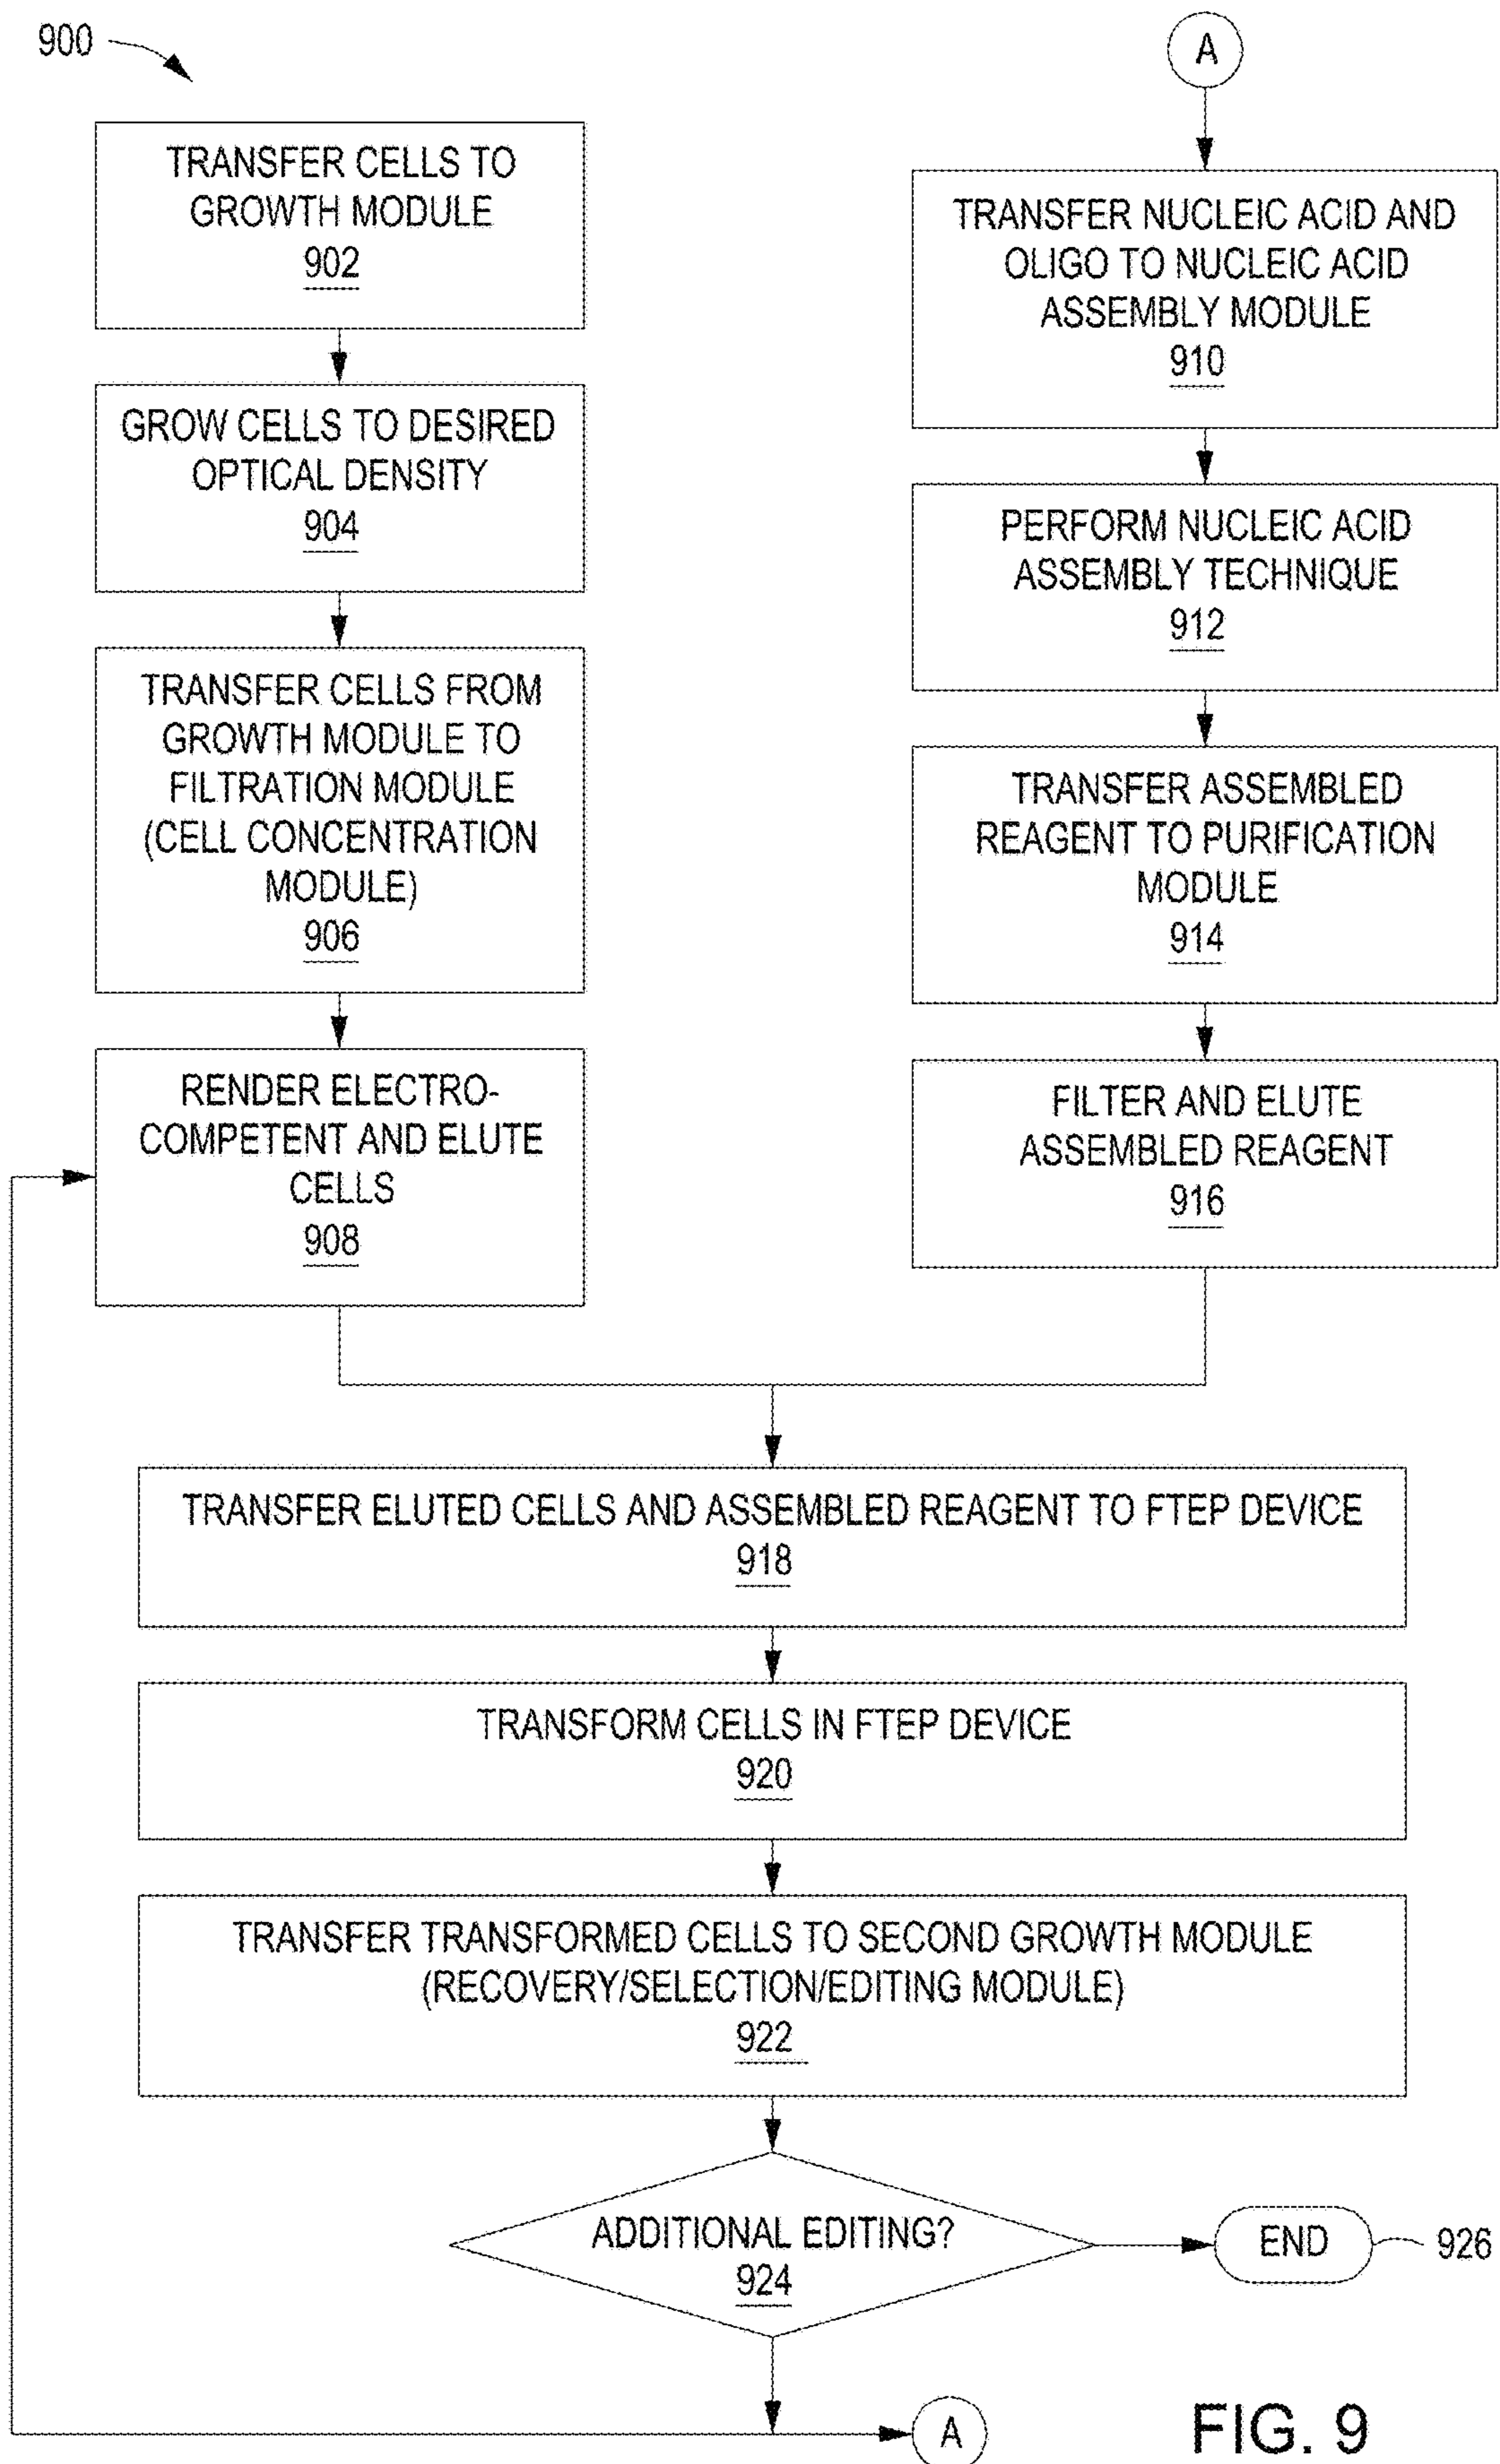 900
TRANSFER CELLS TO
GROWTH MODULE
902
GROW CELLS TO DESIRED
OPTICAL DENSITY
904
TRANSFER CELLS FROM
GROWTH MODULE TO
FILTRATION MODULE
(CELL CONCENTRATION
MODULE)
906
RENDER ELECTRO-
COMPETENT AND ELUTE
CELLS
908
A
TRANSFER NUCLEIC ACID AND
OLIGO TO NUCLEIC ACID
ASSEMBLY MODULE
910
PERFORM NUCLEIC ACID
ASSEMBLY TECHNIQUE
912
TRANSFER ASSEMBLED
REAGENT TO PURIFICATION
MODULE
914
FILTER AND ELUTE
ASSEMBLED REAGENT
916
TRANSFER ELUTED CELLS AND ASSEMBLED REAGENT TO FTEP DEVICE
918
TRANSFORM CELLS IN FTEP DEVICE
920
TRANSFER TRANSFORMED CELLS TO SECOND GROWTH MODULE
(RECOVERY/SELECTION/EDITING MODULE)
922
ADDITIONAL EDITING?
924
END
926
A
FIG. 9